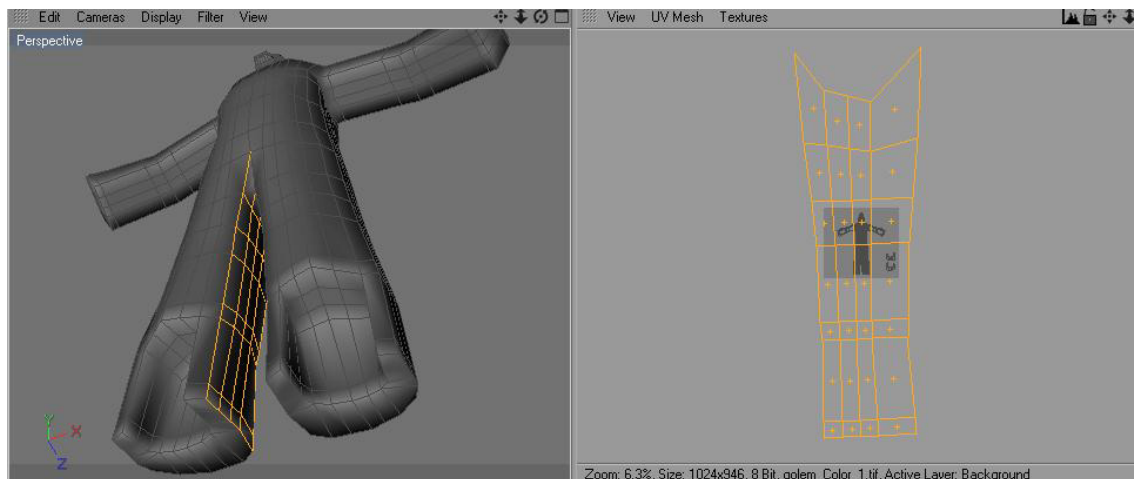 Edit Cameras Display Filter View
View UV Mesh Textures
Perspective
Y
X
Z
Zoom: 6.3%, Size: 1024x946, 8 Bit, golem_Color_1.tif, Active Layer: Background